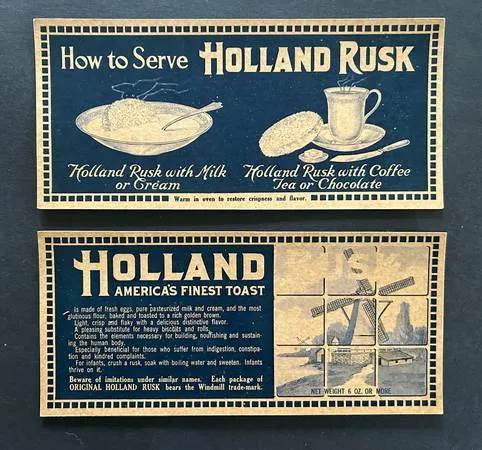 How to Serve HOLLAND RUSK
Holland Rusk with Milk
or Cream
Holland Rusk with Coffee
Tea or Chocolate
Warm in oven to restore crispness and flavor.
HOLLAND
AMERICA'S FINEST TOAST
is made of fresh eggs, pure pasteurized milk and cream, and the most
glutinous flour, baked and toasted to a rich golden brown.
Light, crisp and flaky with a delicious distinctive flavor.
A pleasing substitute for heavy biscuits and rolls.
Contains the elements necessary for building, nourishing and sustain-
ing the human body.
Especially beneficial for those who suffer from indigestion, constipa-
tion and kindred complaints.
For infants, crush a rusk, soak with boiling water and sweeten. Infants
thrive on it.
Beware of imitations under similar names. Each package of
ORIGINAL HOLLAND RUSK bears the Windmill trade-mark.
NET WEIGHT 6 OZ. OR MORE